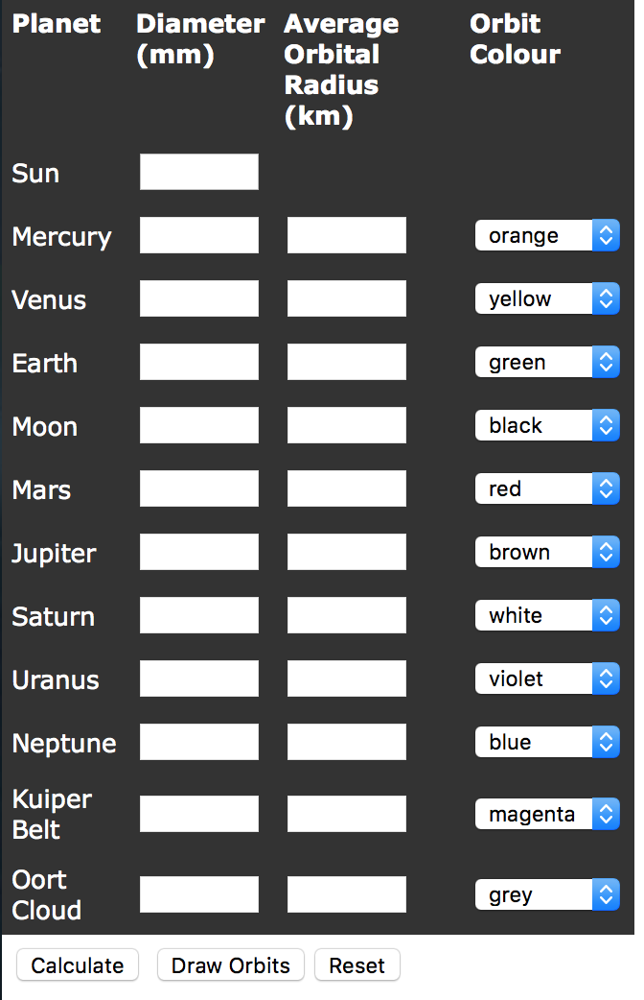 Planet Diameter Average Orbit
(mm) Orbital Colour
Radius
(km)
Sun
Mercury orange
Venus yellow
Earth green
Moon black
Mars red
Jupiter brown
Saturn white
Uranus violet
Neptune blue
Kuiper
Belt magenta
Oort
Cloud grey
Calculate Draw Orbits Reset